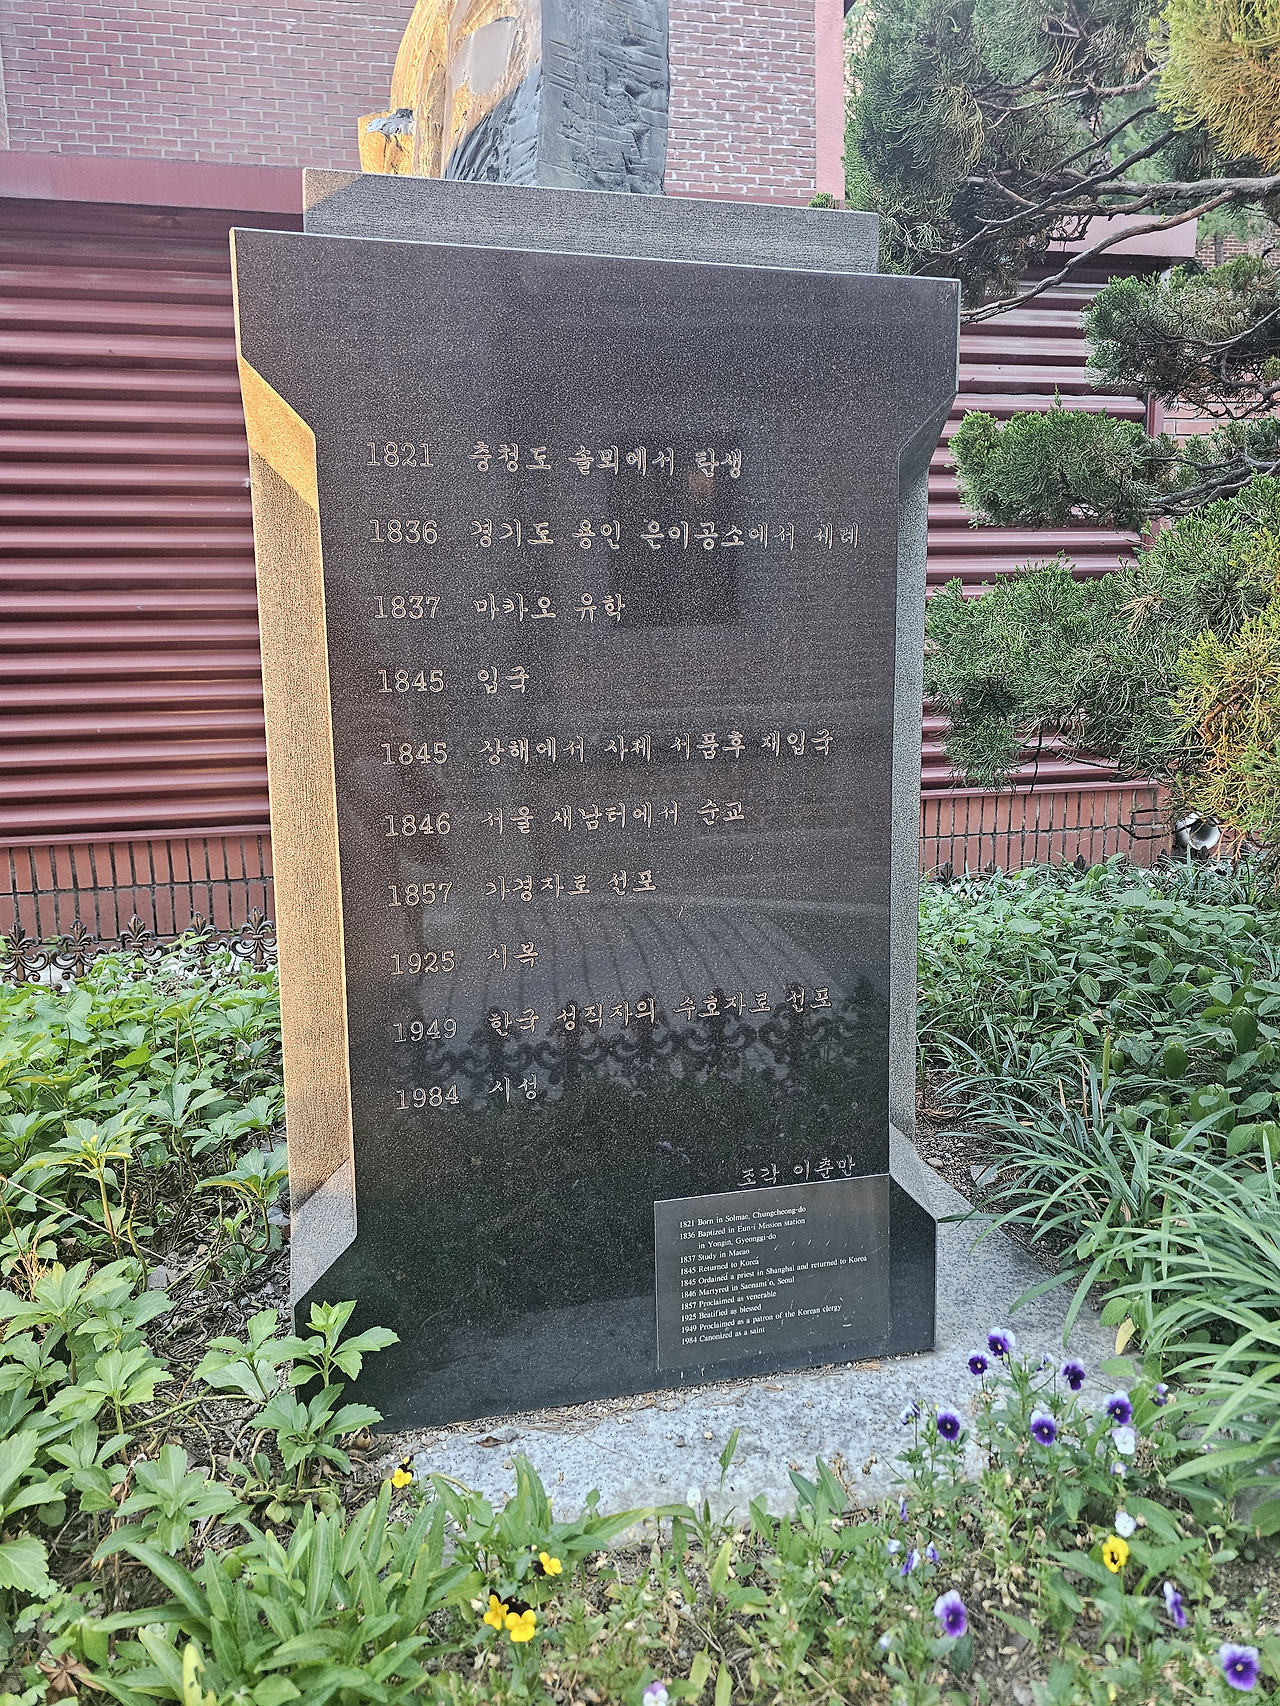 1821 충청도 솔뫼에서 탄생
1836 경기도 용인 은이공소에서 세례
1837 마카오 유학
1845 입국
1845 상해에서 사제 서품후 재입국
1846 서울 새남터에서 순교
1857 가경자로 선포
1925 시복
1949 한국 성직자의 수호자로 선포
1984 시성
조각 이춘만
1821 Born in Solmae, Chungcheong-do
1836 Baptized in Eun-i Mission station
in Yongin, Gyeonggi-do
1837 Study in Macao
1845 Returned to Korea
1845 Ordained a priest in Shanghai and returned to Korea
1846 Martyred in Saenamt'o, Seoul
1857 Proclaimed as venerable
1925 Beatified as blessed
1949 Proclaimed as a patron of the Korean clergy
1984 Canonized as a saint